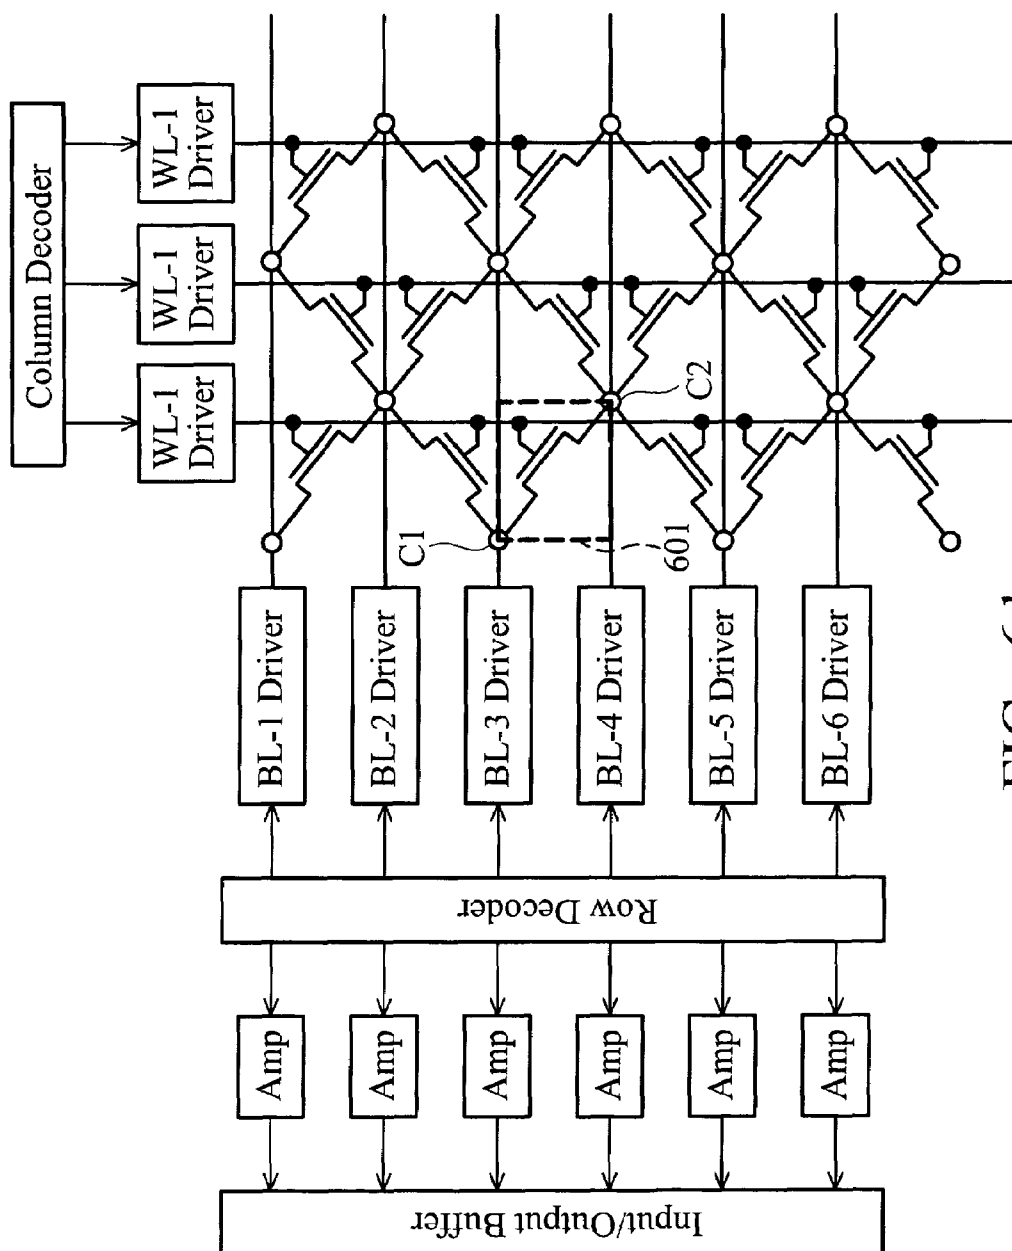 Column Decoder
WL-1
Driver
WL-1
Driver
WL-1
Driver
C1
C2
601
BL-1 Driver
BL-2 Driver
BL-3 Driver
BL-4 Driver
BL-5 Driver
BL-6 Driver
Row Decoder
Amp
Amp
Amp
Amp
Amp
Amp
Input/Output Buffer